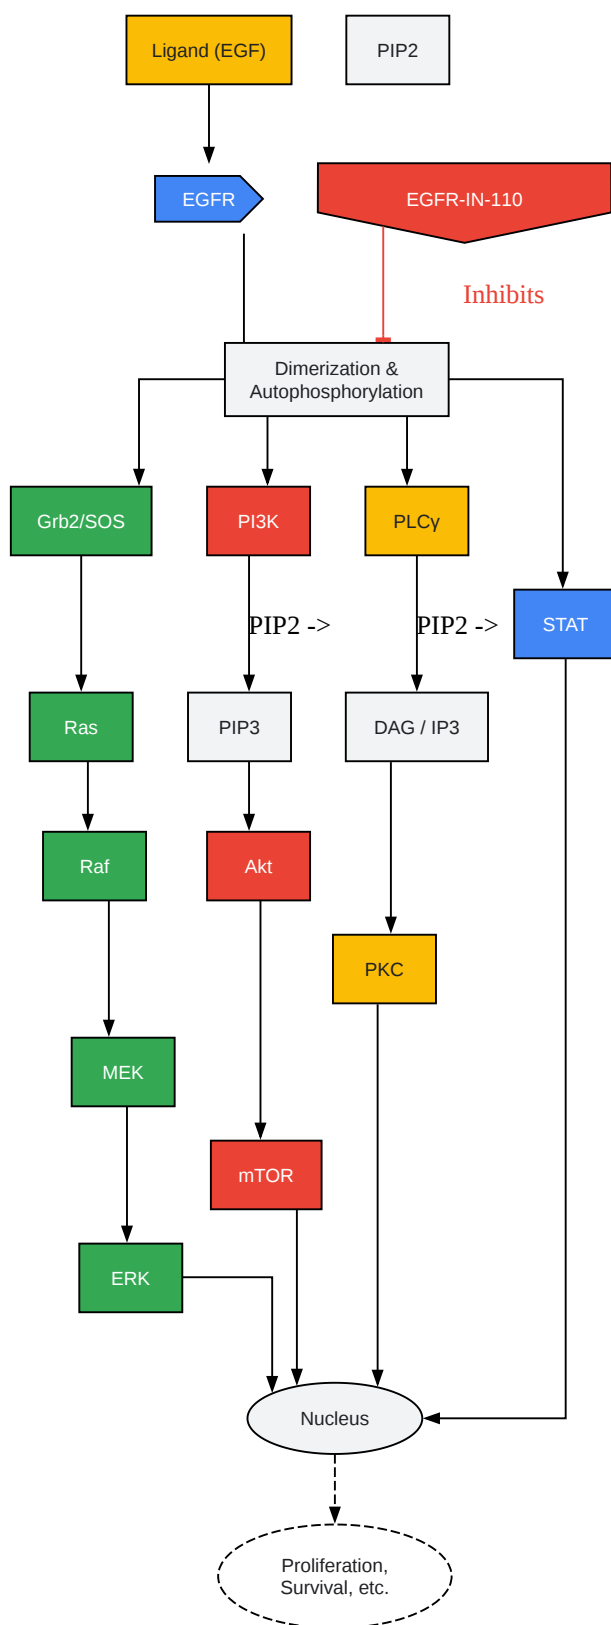 Ligand (EGF)
PIP2
EGFR
EGFR-IN-110
Inhibits
Dimerization &
Autophosphorylation
Grb2/SOS
PI3K
PLCγ
PIP2 ->
PIP2 ->
STAT
Ras
PIP3
DAG / IP3
Raf
Akt
PKC
MEK
mTOR
ERK
Nucleus
Proliferation,
Survival, etc.